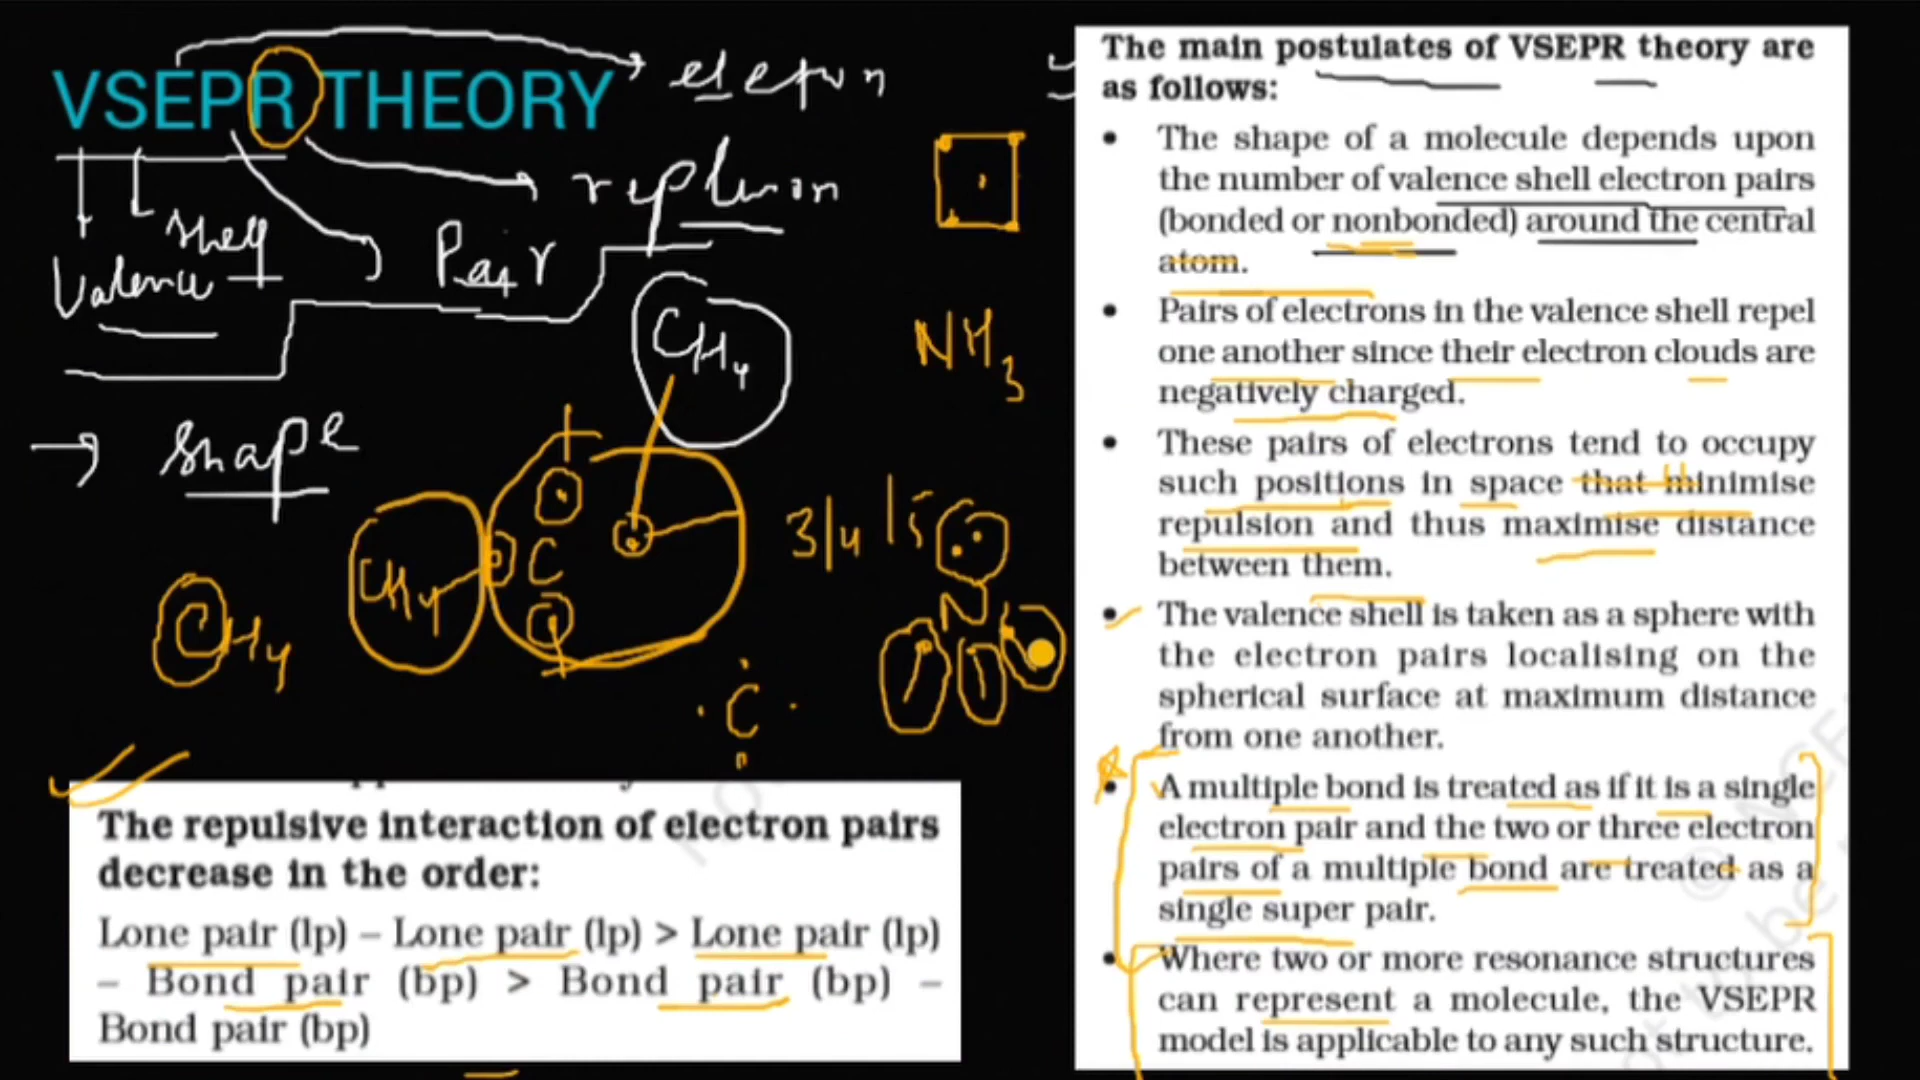 VSEPR THEORY
eletron
repluson
Shell
Valence
Pair
CH4
NH3
Shape
3/4/5
C
CH4
CH4
N
C
The repulsive interaction of electron pairs
decrease in the order:
Lone pair (lp) – Lone pair (lp) > Lone pair (lp)
– Bond pair (bp) > Bond pair (bp) –
Bond pair (bp)
The main postulates of VSEPR theory are
as follows:
• The shape of a molecule depends upon
the number of valence shell electron pairs
(bonded or nonbonded) around the central
atom.
• Pairs of electrons in the valence shell repel
one another since their electron clouds are
negatively charged.
• These pairs of electrons tend to occupy
such positions in space that minimise
repulsion and thus maximise distance
between them.
• The valence shell is taken as a sphere with
the electron pairs localising on the
spherical surface at maximum distance
from one another.
• A multiple bond is treated as if it is a single
electron pair and the two or three electron
pairs of a multiple bond are treated as a
single super pair.
• Where two or more resonance structures
can represent a molecule, the VSEPR
model is applicable to any such structure.